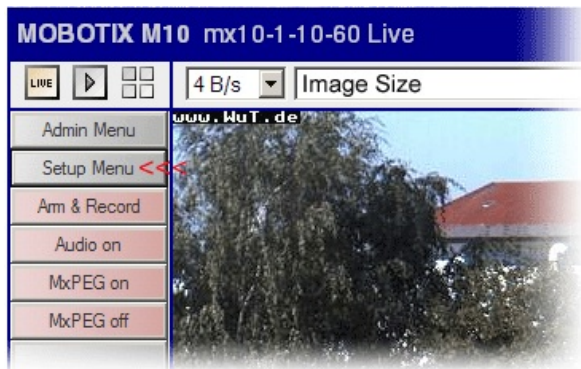 MOBOTIX M10 mx10-1-10-60 Live
LIVE
4 B/s
Image Size
www.WuT.de
Admin Menu
Setup Menu <<<
Arm & Record
Audio on
MxPEG on
MxPEG off